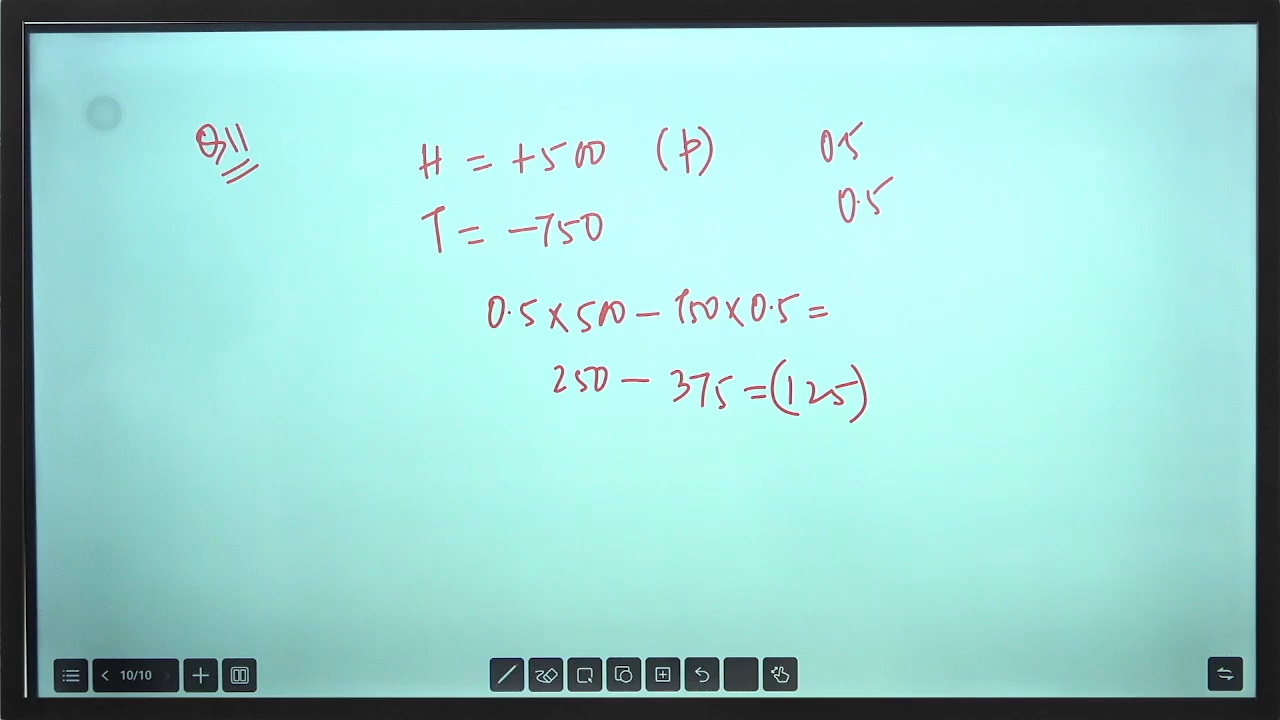 Q11
H = +500 (p) 0.5
T = -750 0.5
0.5 × 500 - 750 × 0.5 =
250 - 375 = (125)
10/10